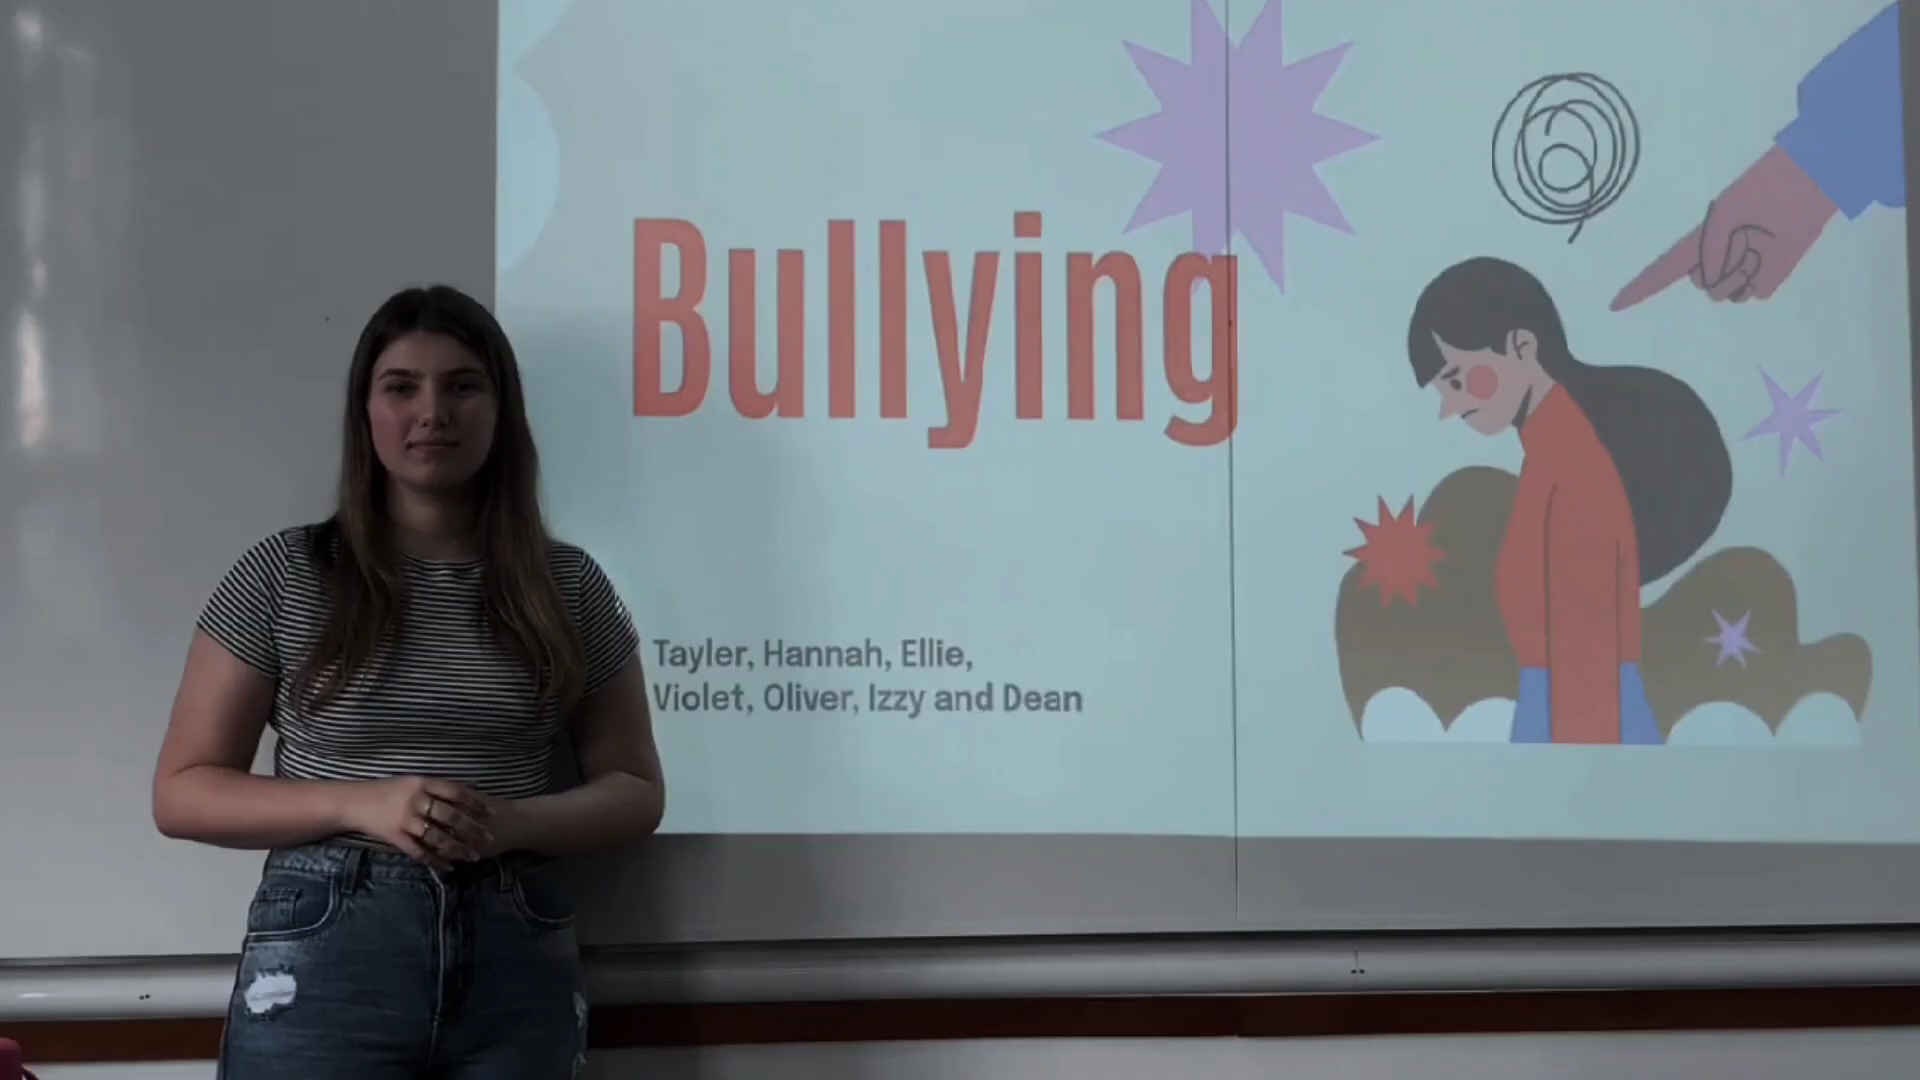 Bullying
Tayler, Hannah, Ellie,
Violet, Oliver, Izzy and Dean